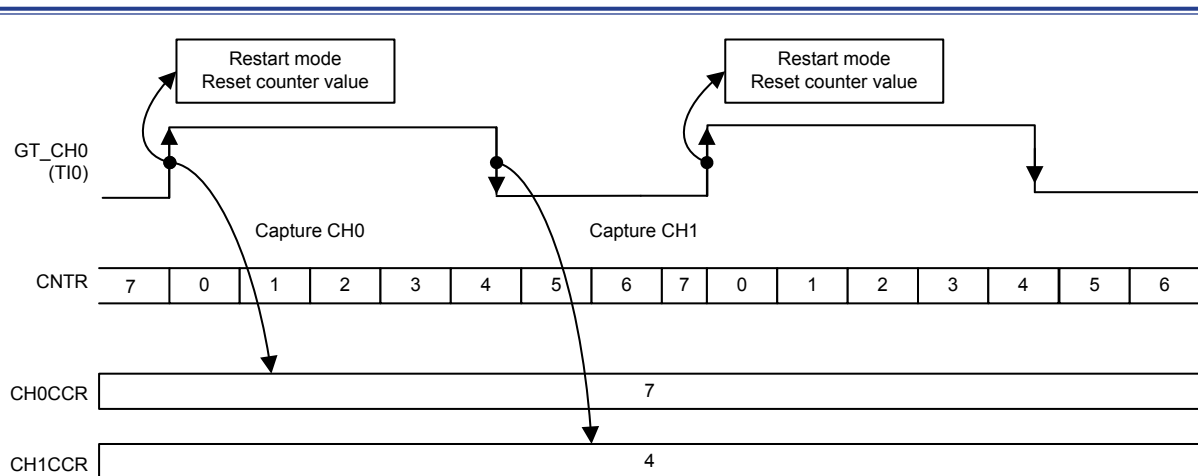 Restart mode
Reset counter value
Restart mode
Reset counter value
GT_CH0
(TI0)
Capture CH0
Capture CH1
CNTR 7 0 1 2 3 4 5 6 7 0 1 2 3 4 5 6
CH0CCR 7
CH1CCR 4